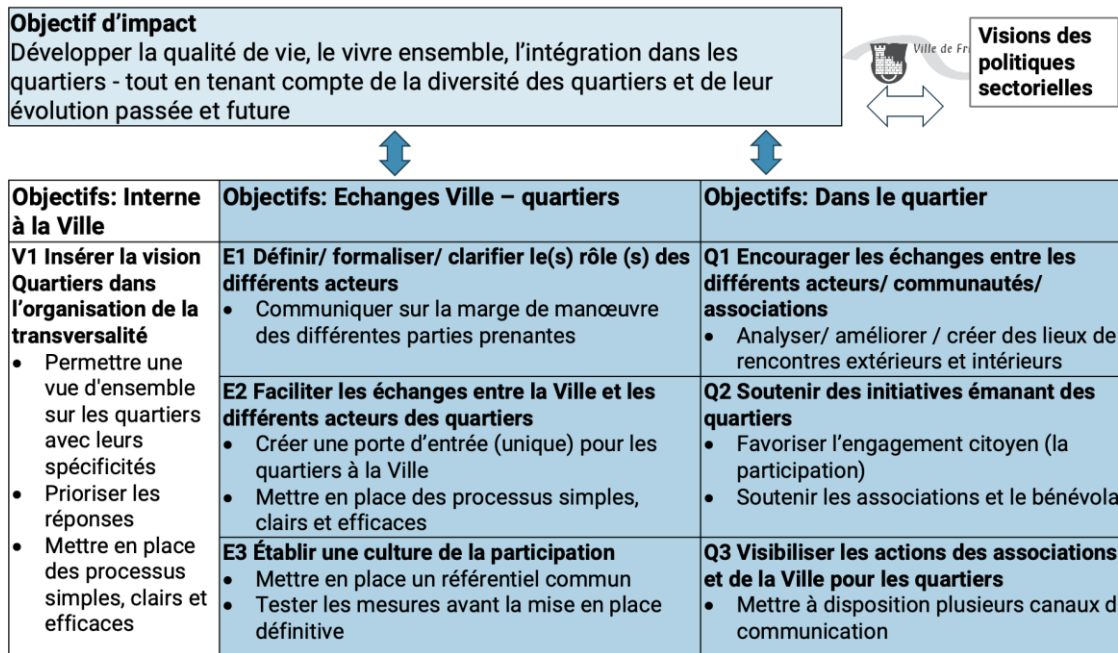 Objectif d'impact
Développer la qualité de vie, le vivre ensemble, l'intégration dans les
quartiers - tout en tenant compte de la diversité des quartiers et de leur
évolution passée et future
Ville de
Visions des
politiques
sectorielles
Objectifs: Interne
à la Ville
V1 Insérer la vision
Quartiers dans
l'organisation de la
transversalité
• Permettre une
vue d'ensemble
sur les quartiers
avec leurs
spécificités
• Prioriser les
réponses
• Mettre en place
des processus
simples, clairs et
efficaces
Objectifs: Echanges Ville – quartiers
E1 Définir/ formaliser/ clarifier le(s) rôle (s) des
différents acteurs
• Communiquer sur la marge de manœuvre
des différentes parties prenantes
E2 Faciliter les échanges entre la Ville et les
différents acteurs des quartiers
• Créer une porte d'entrée (unique) pour les
quartiers à la Ville
• Mettre en place des processus simples,
clairs et efficaces
E3 Établir une culture de la participation
• Mettre en place un référentiel commun
• Tester les mesures avant la mise en place
définitive
Objectifs: Dans le quartier
Q1 Encourager les échanges entre les
différents acteurs/ communautés/
associations
• Analyser/ améliorer / créer des lieux de
rencontres extérieurs et intérieurs
Q2 Soutenir des initiatives émanant des
quartiers
• Favoriser l'engagement citoyen (la
participation)
• Soutenir les associations et le
Q3 Visibiliser les actions des associations
et de la Ville pour les quartiers
• Mettre à disposition plusieurs canaux
communication